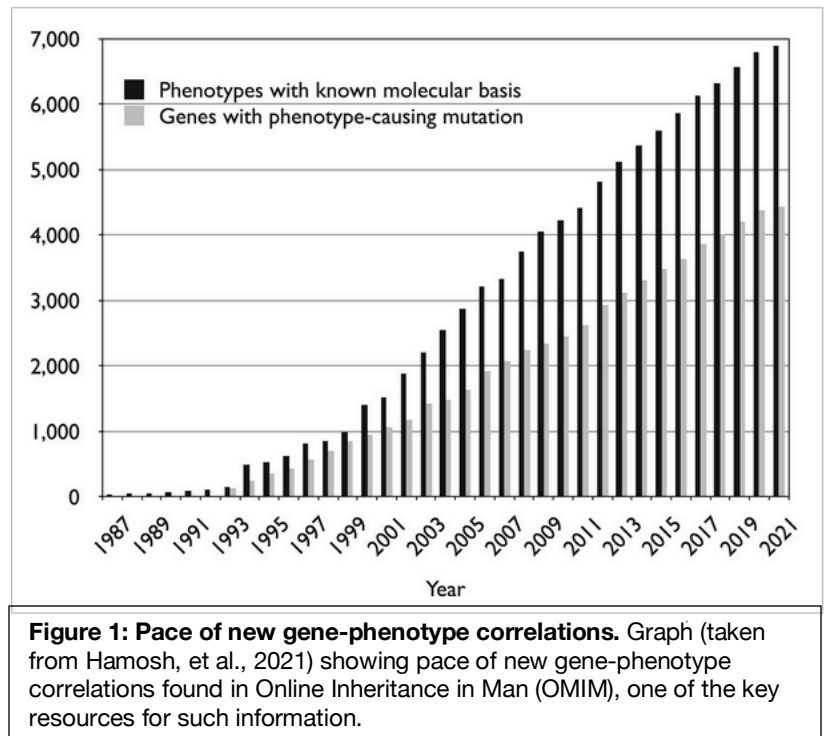 7,000
Phenotypes with known molecular basis
6,000
Genes with phenotype-causing mutation
5,000
4,000
3,000
2,000
1,000
0
1987 1989 1991 1993 1995 1997 1999 2001 2003 2005 2007 2009 2011 2013 2015 2017 2019 2021
Year
Figure 1: Pace of new gene-phenotype correlations. Graph (taken
from Hamosh, et al., 2021) showing pace of new gene-phenotype
correlations found in Online Inheritance in Man (OMIM), one of the key
resources for such information.